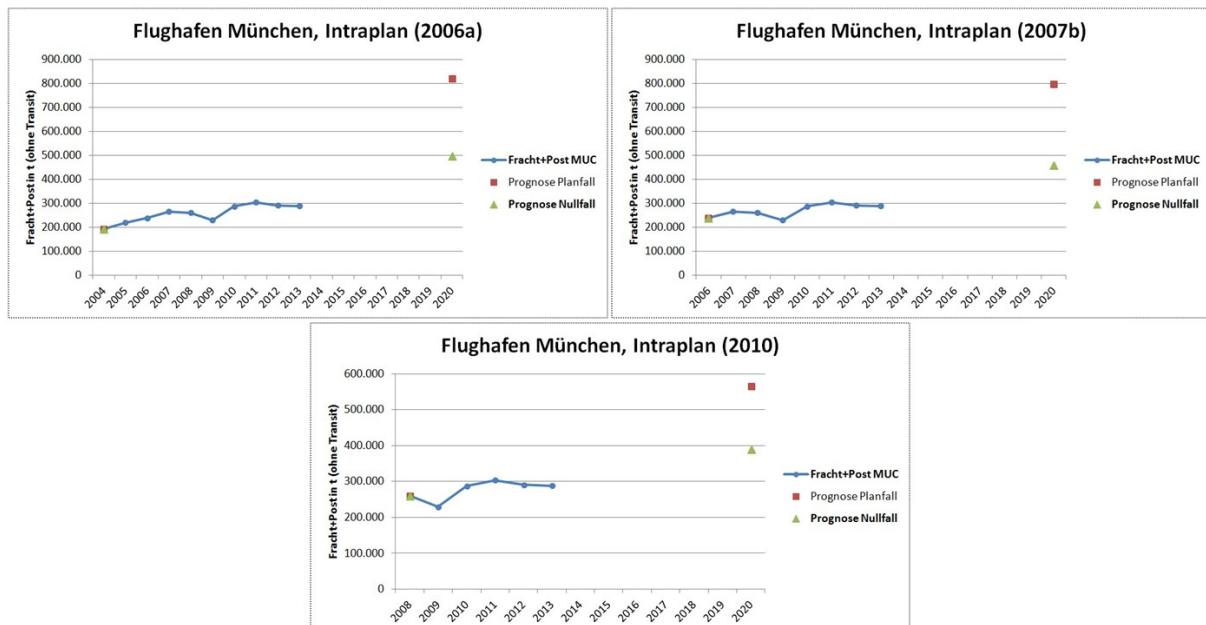 Flughafen München, Intraplan (2006a)
Fracht+Post in t (ohne Transit)
900.000
800.000
700.000
600.000
500.000
400.000
300.000
200.000
100.000
0
2004 2005 2006 2007 2008 2009 2010 2011 2012 2013 2014 2015 2016 2017 2018 2019 2020
Fracht+Post MUC
Prognose Planfall
Prognose Nullfall
Flughafen München, Intraplan (2007b)
Fracht+Post in t (ohne Transit)
900.000
800.000
700.000
600.000
500.000
400.000
300.000
200.000
100.000
0
2006 2007 2008 2009 2010 2011 2012 2013 2014 2015 2016 2017 2018 2019 2020
Fracht+Post MUC
Prognose Planfall
Prognose Nullfall
Flughafen München, Intraplan (2010)
Fracht+Post in t (ohne Transit)
600.000
500.000
400.000
300.000
200.000
100.000
0
2008 2009 2010 2011 2012 2013 2014 2015 2016 2017 2018 2019 2020
Fracht+Post MUC
Prognose Planfall
Prognose Nullfall